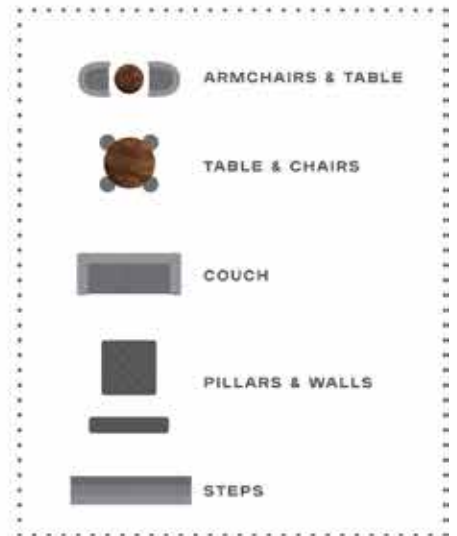 ARMCHAIRS & TABLE
TABLE & CHAIRS
COUCH
PILLARS & WALLS
STEPS